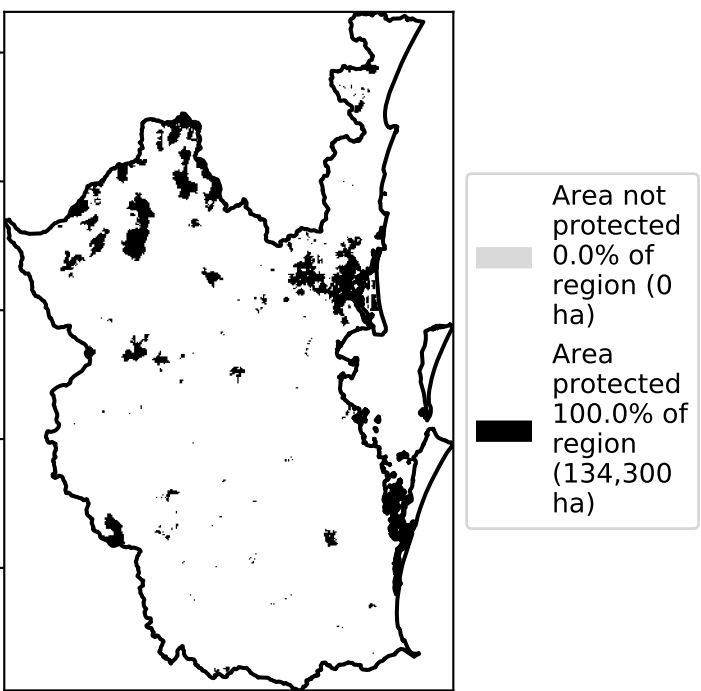 Area not
protected
0.0% of
region (0
ha)
Area
protected
100.0% of
region
(134,300
ha)